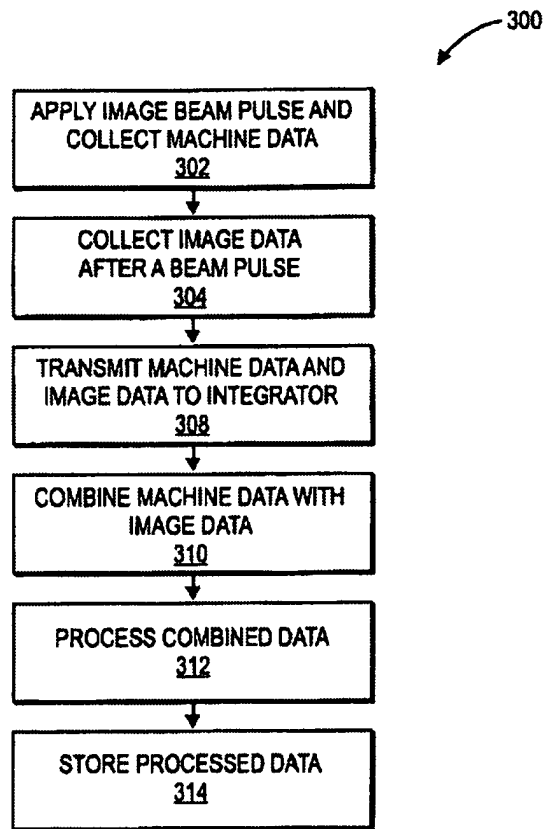 300
APPLY IMAGE BEAM PULSE AND
COLLECT MACHINE DATA
302
COLLECT IMAGE DATA
AFTER A BEAM PULSE
304
TRANSMIT MACHINE DATA AND
IMAGE DATA TO INTEGRATOR
308
COMBINE MACHINE DATA WITH
IMAGE DATA
310
PROCESS COMBINED DATA
312
STORE PROCESSED DATA
314